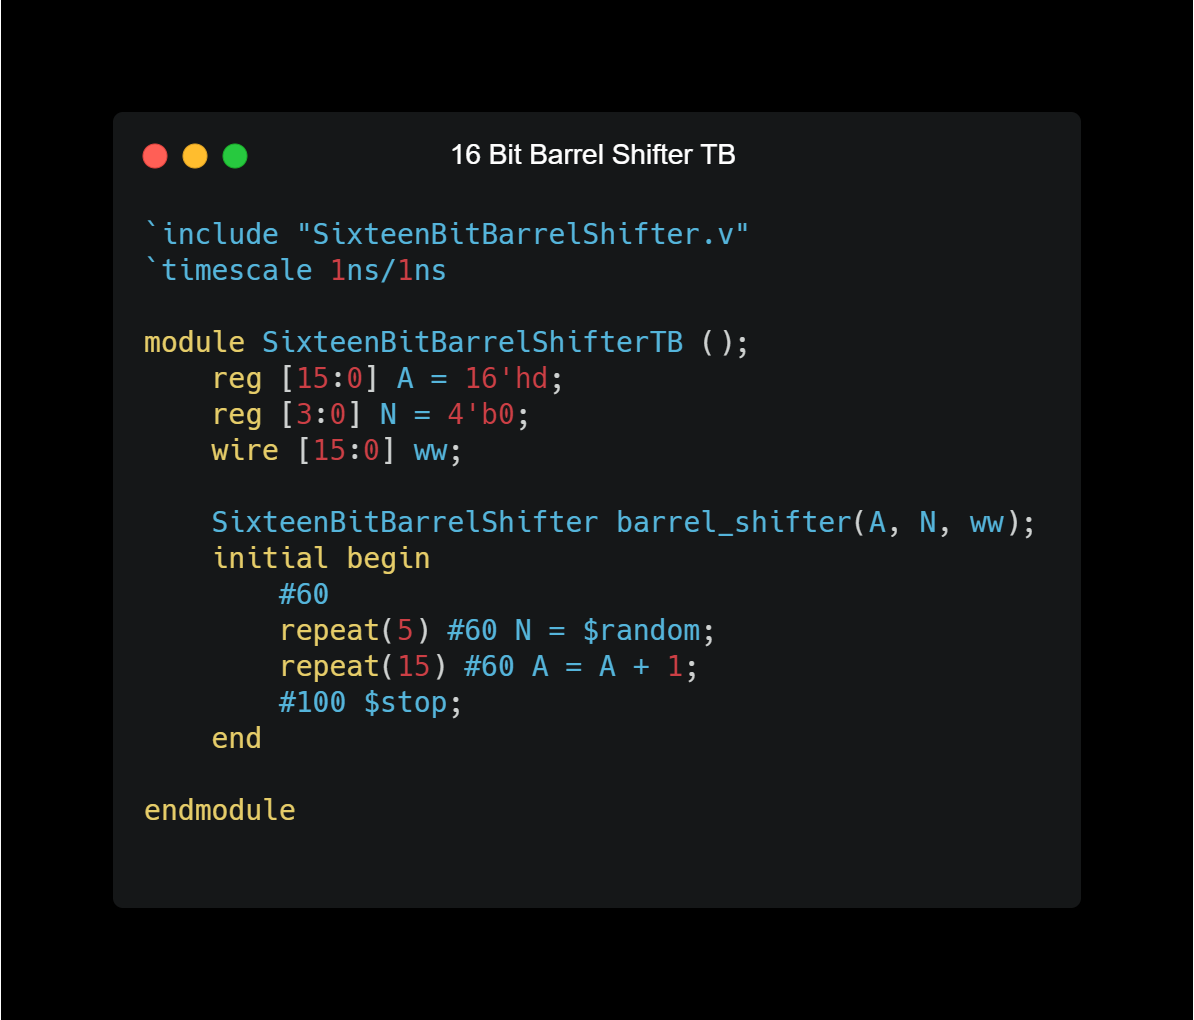 16 Bit Barrel Shifter TB
`include "SixteenBitBarrelShifter.v"
`timescale 1ns/1ns
module SixteenBitBarrelShifterTB ();
reg [15:0] A = 16'hd;
reg [3:0] N = 4'b0;
wire [15:0] ww;
SixteenBitBarrelShifter barrel_shifter(A, N, ww);
initial begin
#60
repeat(5) #60 N = $random;
repeat(15) #60 A = A + 1;
#100 $stop;
end
endmodule